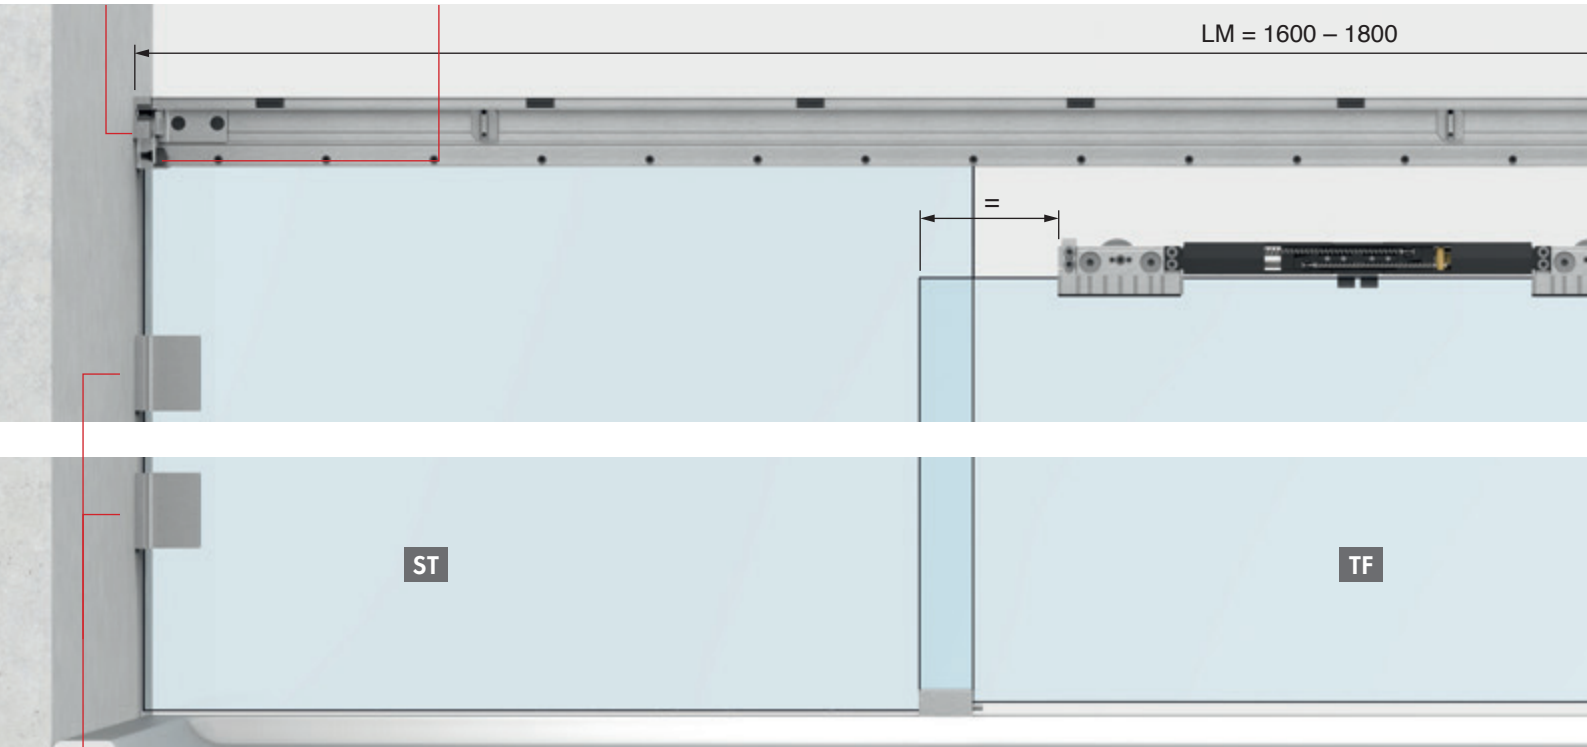 LM = 1600 – 1800
=
ST
TF